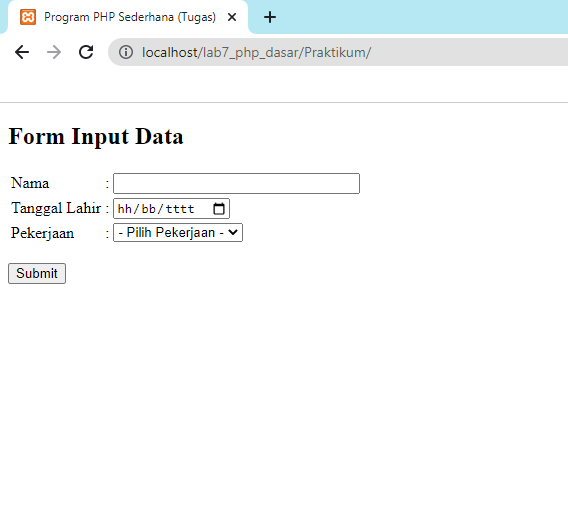 Program PHP Sederhana (Tugas)
localhost/lab7_php_dasar/Praktikum/
Form Input Data
Nama :
Tanggal Lahir : hh/bb/tttt
Pekerjaan : - Pilih Pekerjaan -
Submit